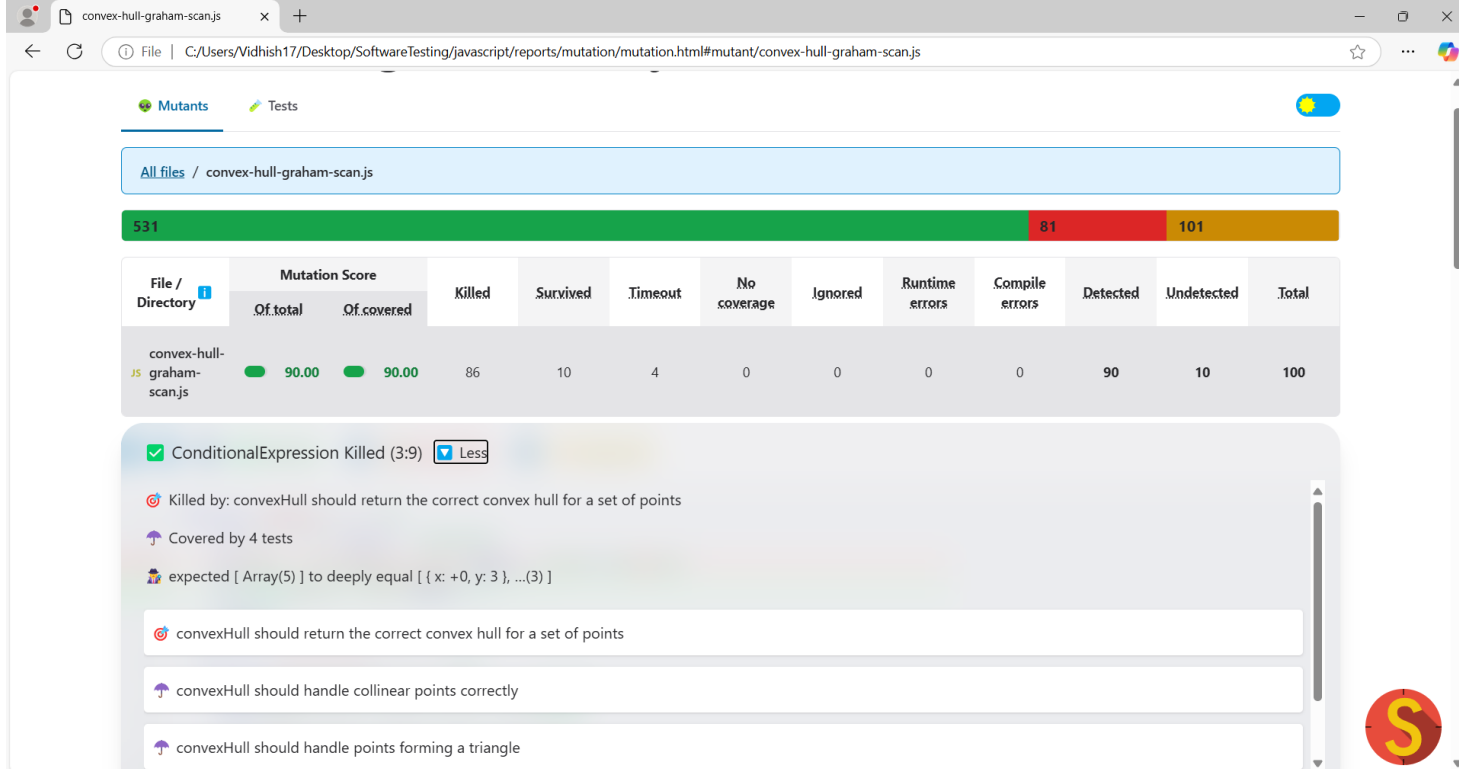 convex-hull-graham-scan.js
File | C:/Users/Vidhish17/Desktop/SoftwareTesting/javascript/reports/mutation/mutation.html#mutant/convex-hull-graham-scan.js
Mutants Tests
All files / convex-hull-graham-scan.js
531 81 101
File / Directory Mutation Score Killed Survived Timeout No coverage Ignored Runtime errors Compile errors Detected Undetected Total
Of total Of covered
JS convex-hull-graham-scan.js 90.00 90.00 86 10 4 0 0 0 0 90 10 100
ConditionalExpression Killed (3:9) Less
Killed by: convexHull should return the correct convex hull for a set of points
Covered by 4 tests
expected [ Array(5) ] to deeply equal [ { x: +0, y: 3 }, ...(3) ]
convexHull should return the correct convex hull for a set of points
convexHull should handle collinear points correctly
convexHull should handle points forming a triangle
S